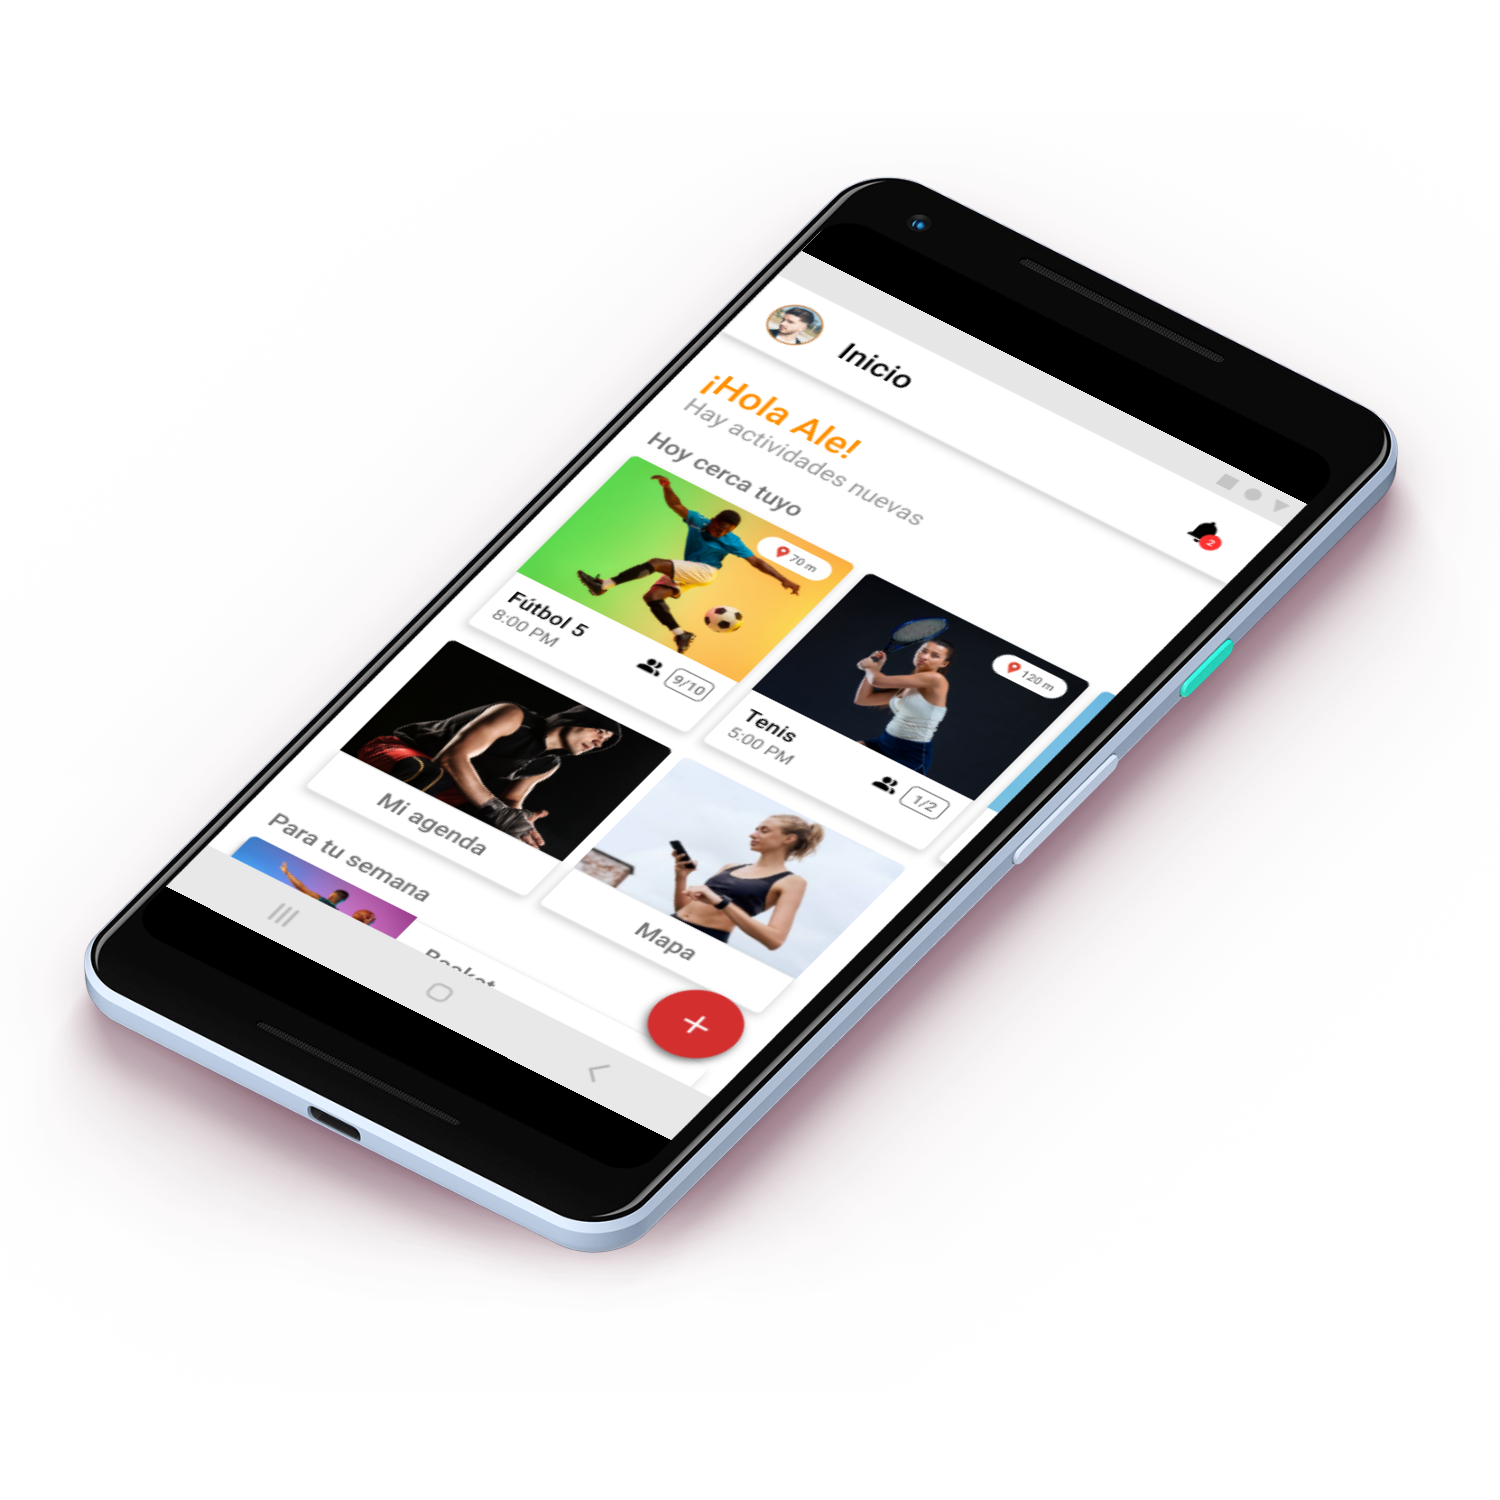 Inicio
2
¡Hola Ale!
Hay actividades nuevas
Hoy cerca tuyo
70 m
Fútbol 5
8:00 PM
9/10
120 m
Tenis
5:00 PM
1/2
Mi agenda
Mapa
Para tu semana